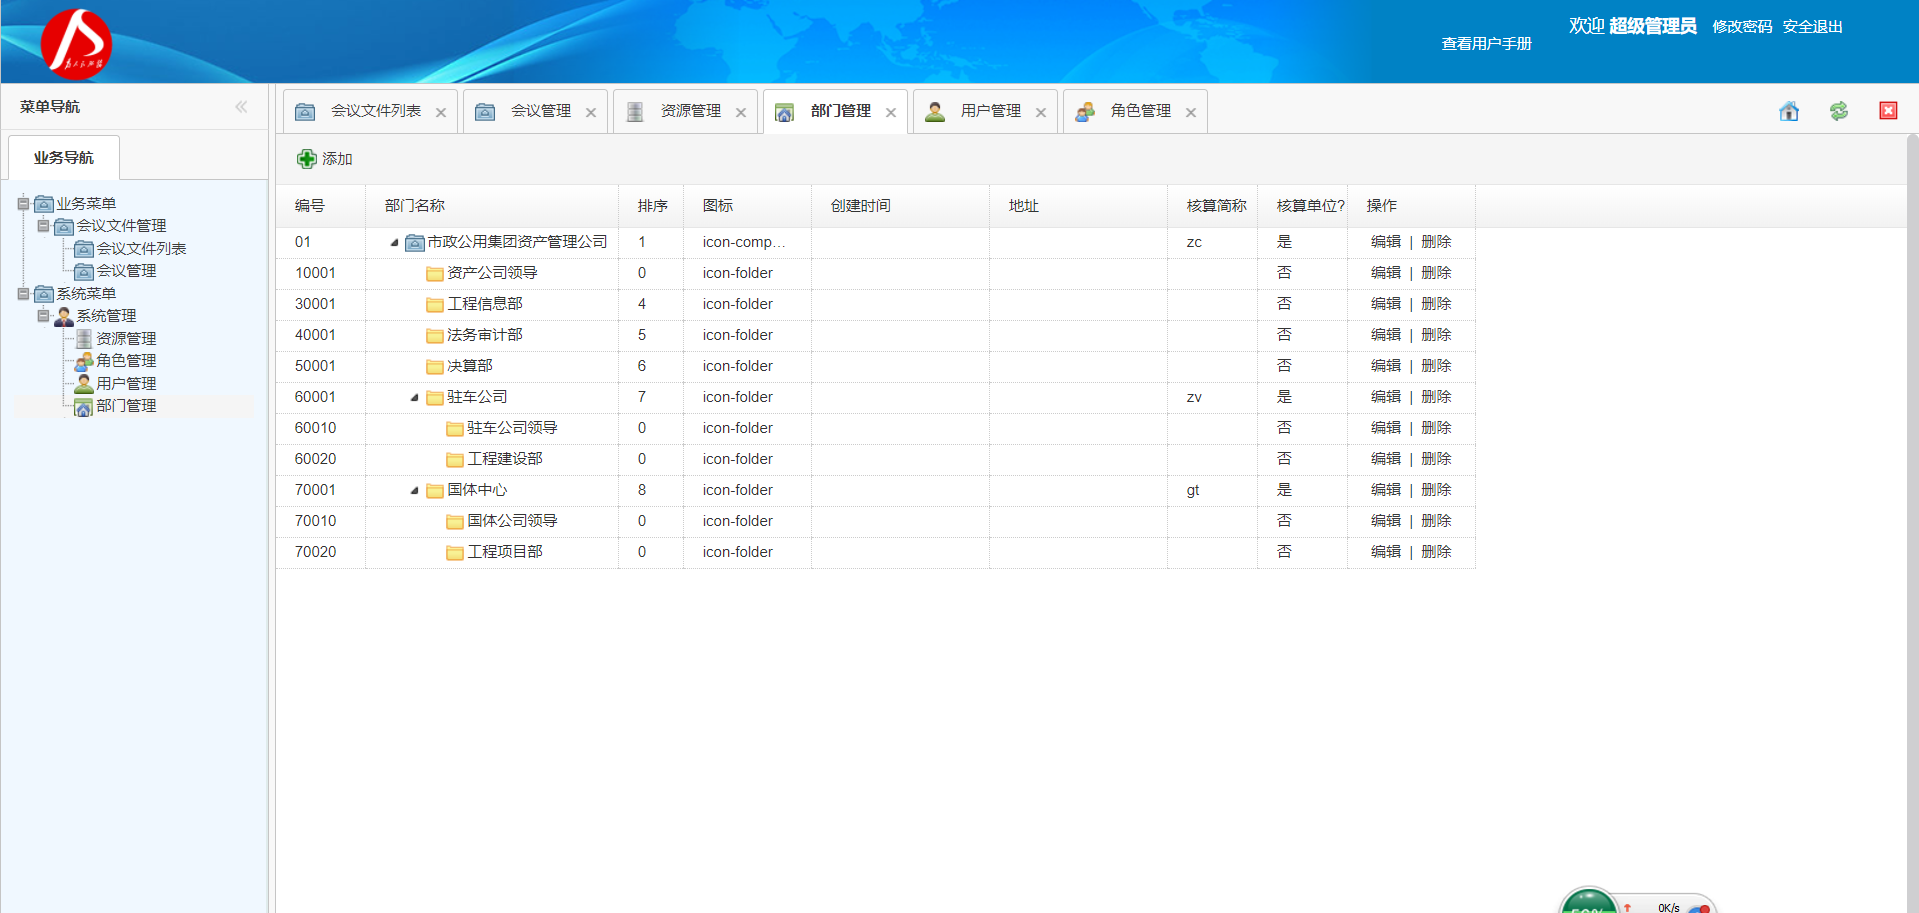 查看用户手册
欢迎 超级管理员 修改密码 安全退出
菜单导航
业务导航
业务菜单
会议文件管理
会议文件列表
会议管理
系统菜单
系统管理
资源管理
角色管理
用户管理
部门管理
会议文件列表 会议管理 资源管理 部门管理 用户管理 角色管理
添加
编号 部门名称 排序 图标 创建时间 地址 核算简称 核算单位? 操作
01 市政公用集团资产管理公司 1 icon-comp... zc 是 编辑 | 删除
10001 资产公司领导 0 icon-folder 否 编辑 | 删除
30001 工程信息部 4 icon-folder 否 编辑 | 删除
40001 法务审计部 5 icon-folder 否 编辑 | 删除
50001 决算部 6 icon-folder 否 编辑 | 删除
60001 驻车公司 7 icon-folder zv 是 编辑 | 删除
60010 驻车公司领导 0 icon-folder 否 编辑 | 删除
60020 工程建设部 0 icon-folder 否 编辑 | 删除
70001 国体中心 8 icon-folder gt 是 编辑 | 删除
70010 国体公司领导 0 icon-folder 否 编辑 | 删除
70020 工程项目部 0 icon-folder 否 编辑 | 删除
0K/s